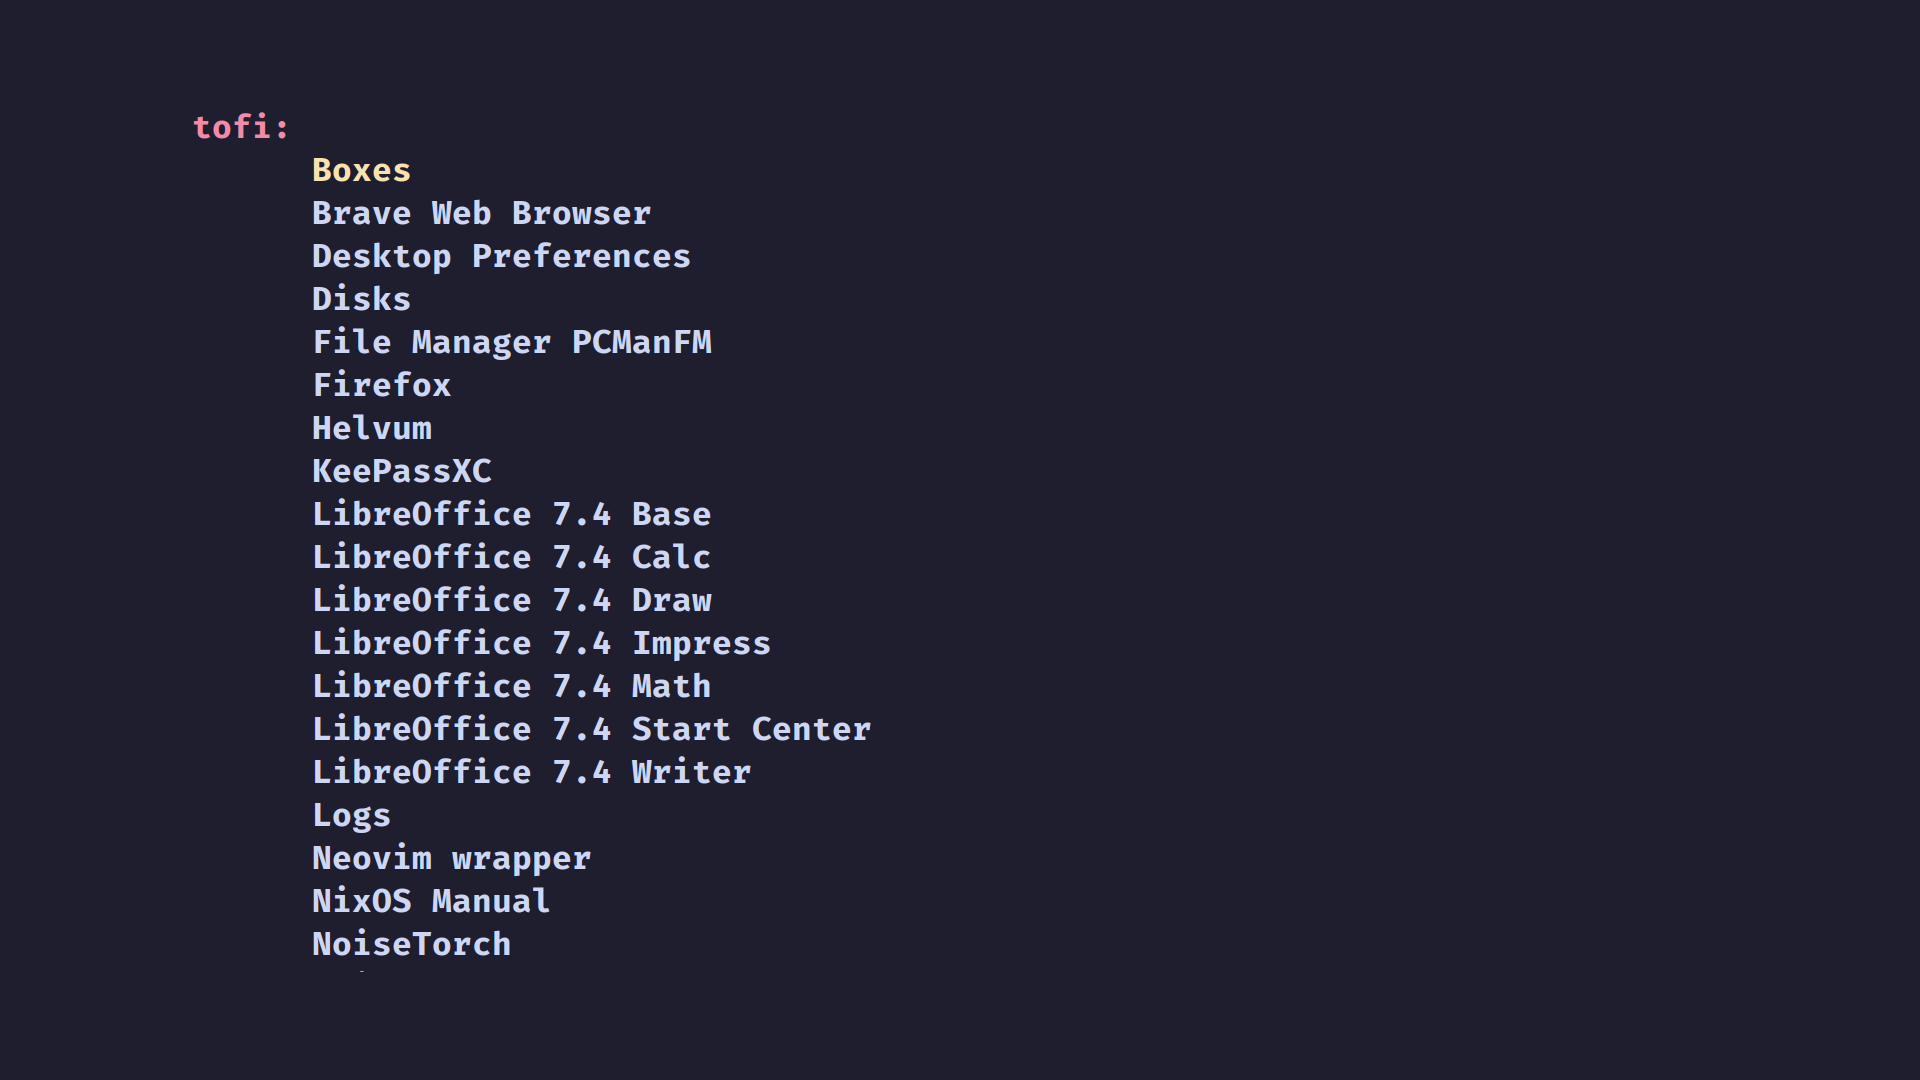 tofi:
Boxes
Brave Web Browser
Desktop Preferences
Disks
File Manager PCManFM
Firefox
Helvum
KeePassXC
LibreOffice 7.4 Base
LibreOffice 7.4 Calc
LibreOffice 7.4 Draw
LibreOffice 7.4 Impress
LibreOffice 7.4 Math
LibreOffice 7.4 Start Center
LibreOffice 7.4 Writer
Logs
Neovim wrapper
NixOS Manual
NoiseTorch